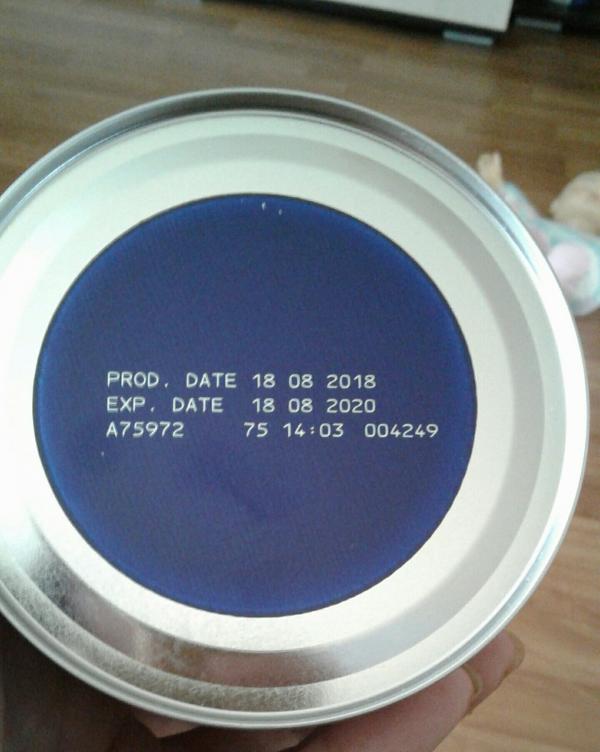 PROD. DATE 18 08 2018
EXP. DATE 18 08 2020
A75972 75 14:03 004249